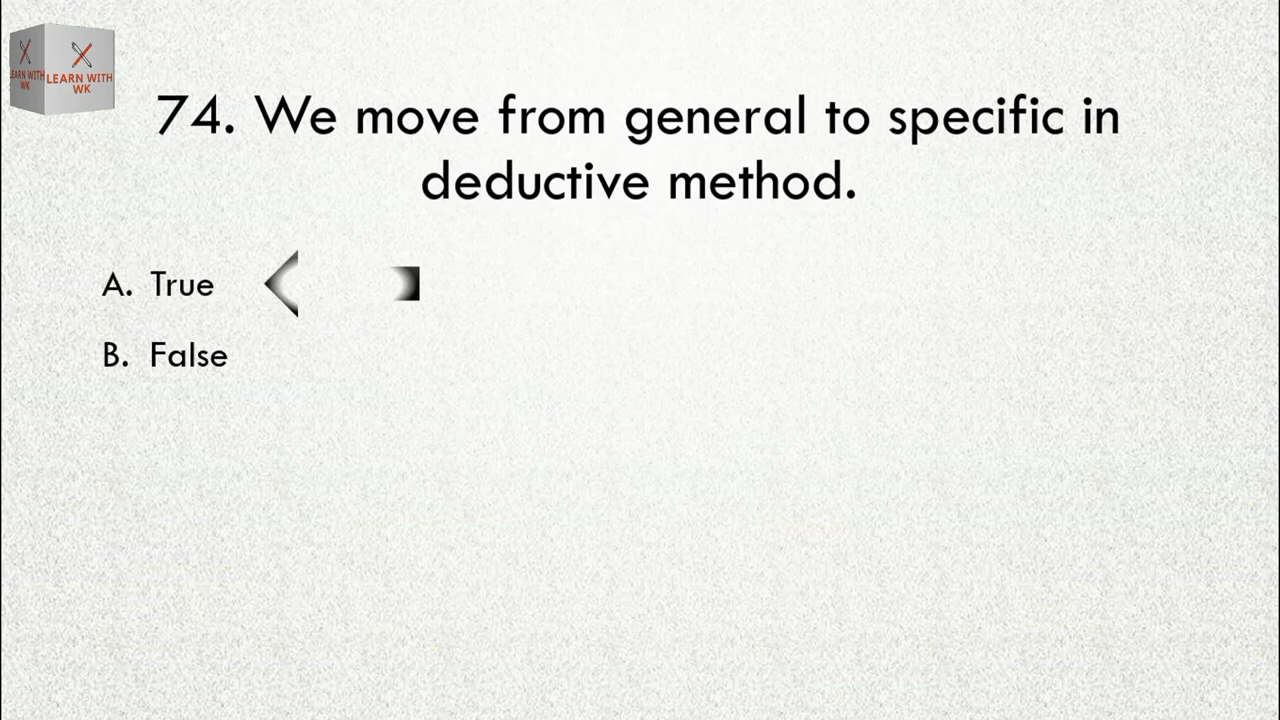 LEARN WITH
WK
LEARN WITH
WK
74. We move from general to specific in
deductive method.
A. True
B. False